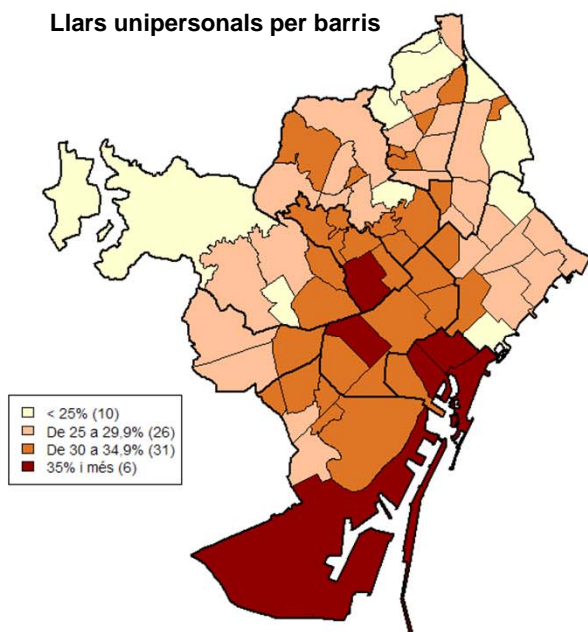 Llars unipersonals per barris
< 25% (10)
De 25 a 29,9% (26)
De 30 a 34,9% (31)
35% i més (6)